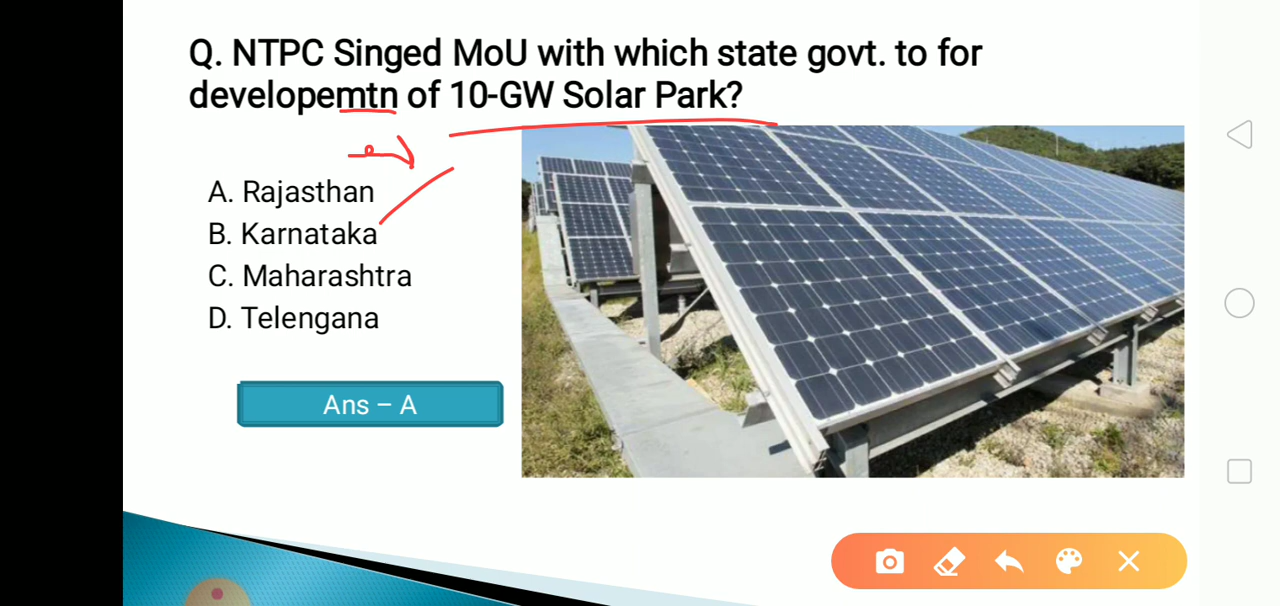 Q. NTPC Singed MoU with which state govt. to for
developemtn of 10-GW Solar Park?
A. Rajasthan
B. Karnataka
C. Maharashtra
D. Telengana
Ans – A